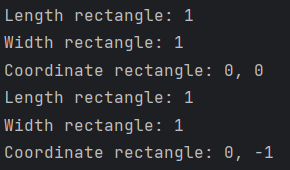 Length rectangle: 1
Width rectangle: 1
Coordinate rectangle: 0, 0
Length rectangle: 1
Width rectangle: 1
Coordinate rectangle: 0, -1